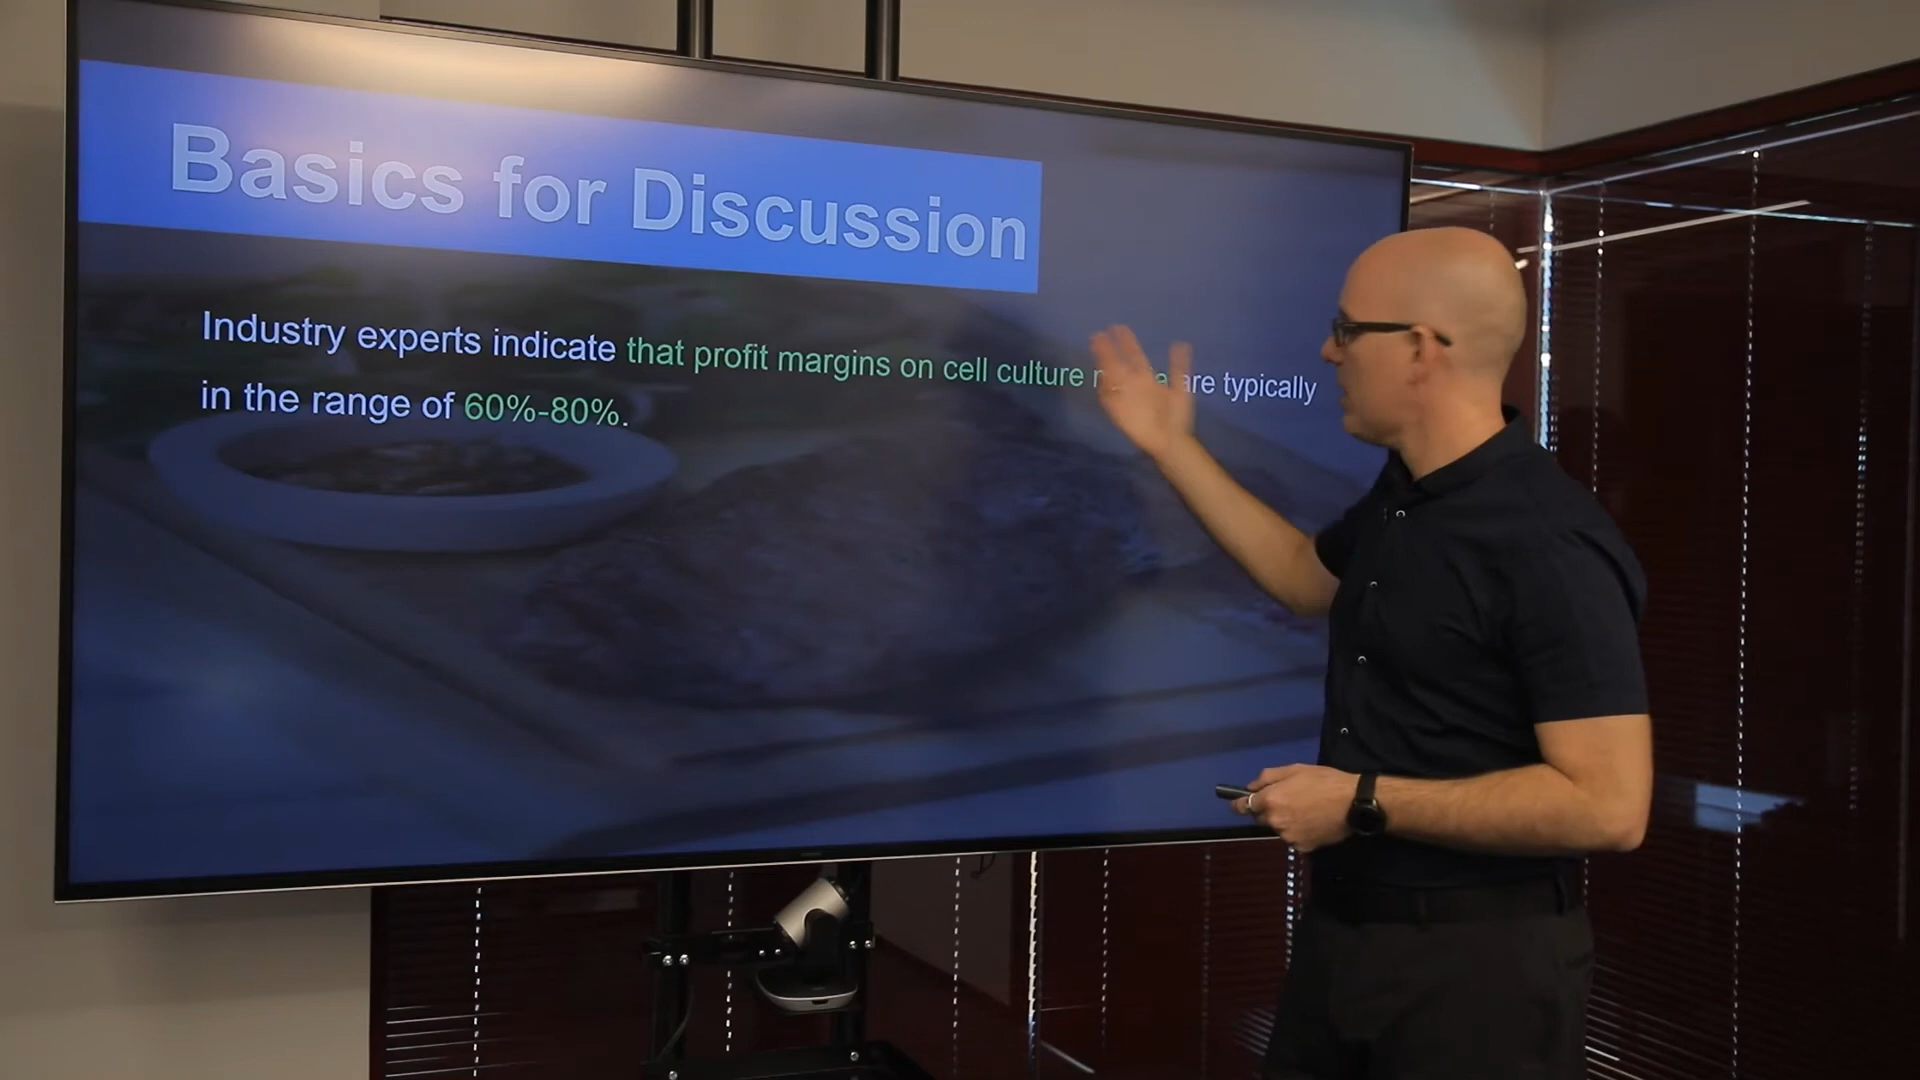 Basics for Discussion
Industry experts indicate that profit margins on cell culture are typically
in the range of 60%-80%.